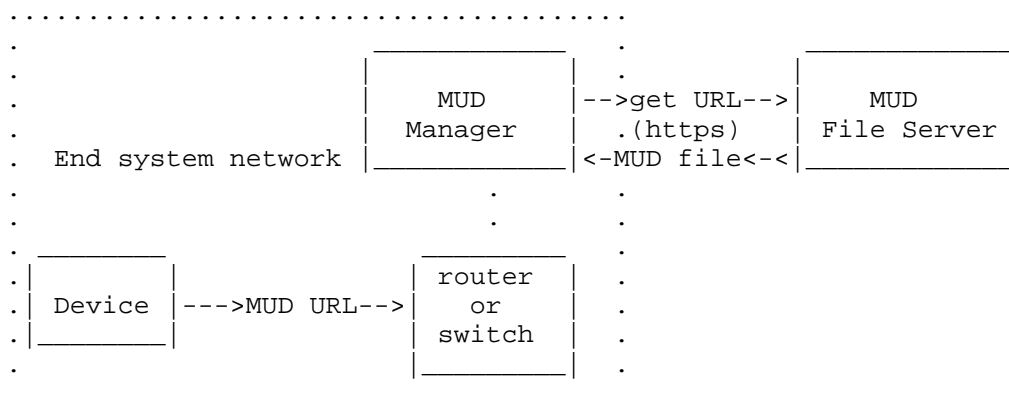 MUD -->get URL--> MUD
Manager .(https) File Server
End system network <-MUD file<-<
router
Device --->MUD URL--> or
switch